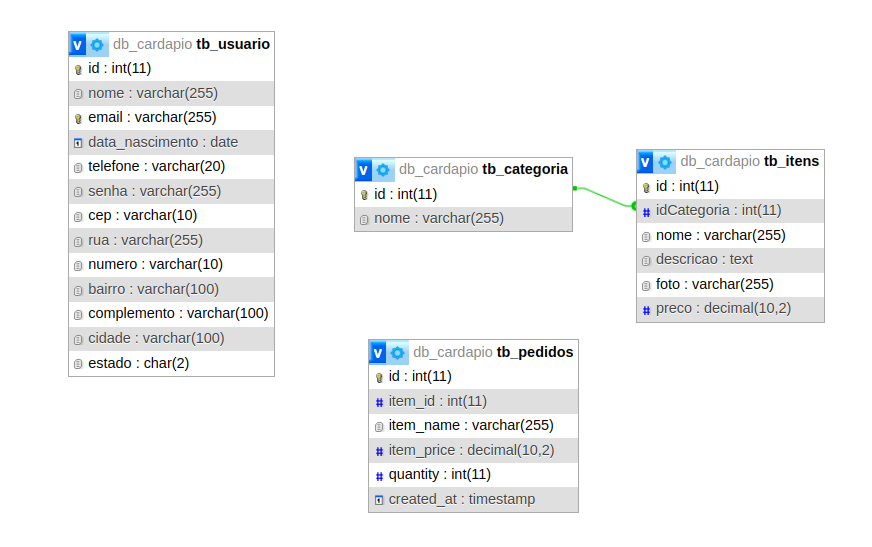 v db_cardapio tb_usuario
id : int(11)
nome : varchar(255)
email : varchar(255)
data_nascimento : date
telefone : varchar(20)
senha : varchar(255)
cep : varchar(10)
rua : varchar(255)
numero : varchar(10)
bairro : varchar(100)
complemento : varchar(100)
cidade : varchar(100)
estado : char(2)
v db_cardapio tb_categoria
id : int(11)
nome : varchar(255)
v db_cardapio tb_itens
id : int(11)
# idCategoria : int(11)
nome : varchar(255)
descricao : text
foto : varchar(255)
# preco : decimal(10,2)
v db_cardapio tb_pedidos
id : int(11)
# item_id : int(11)
item_name : varchar(255)
# item_price : decimal(10,2)
# quantity : int(11)
created_at : timestamp